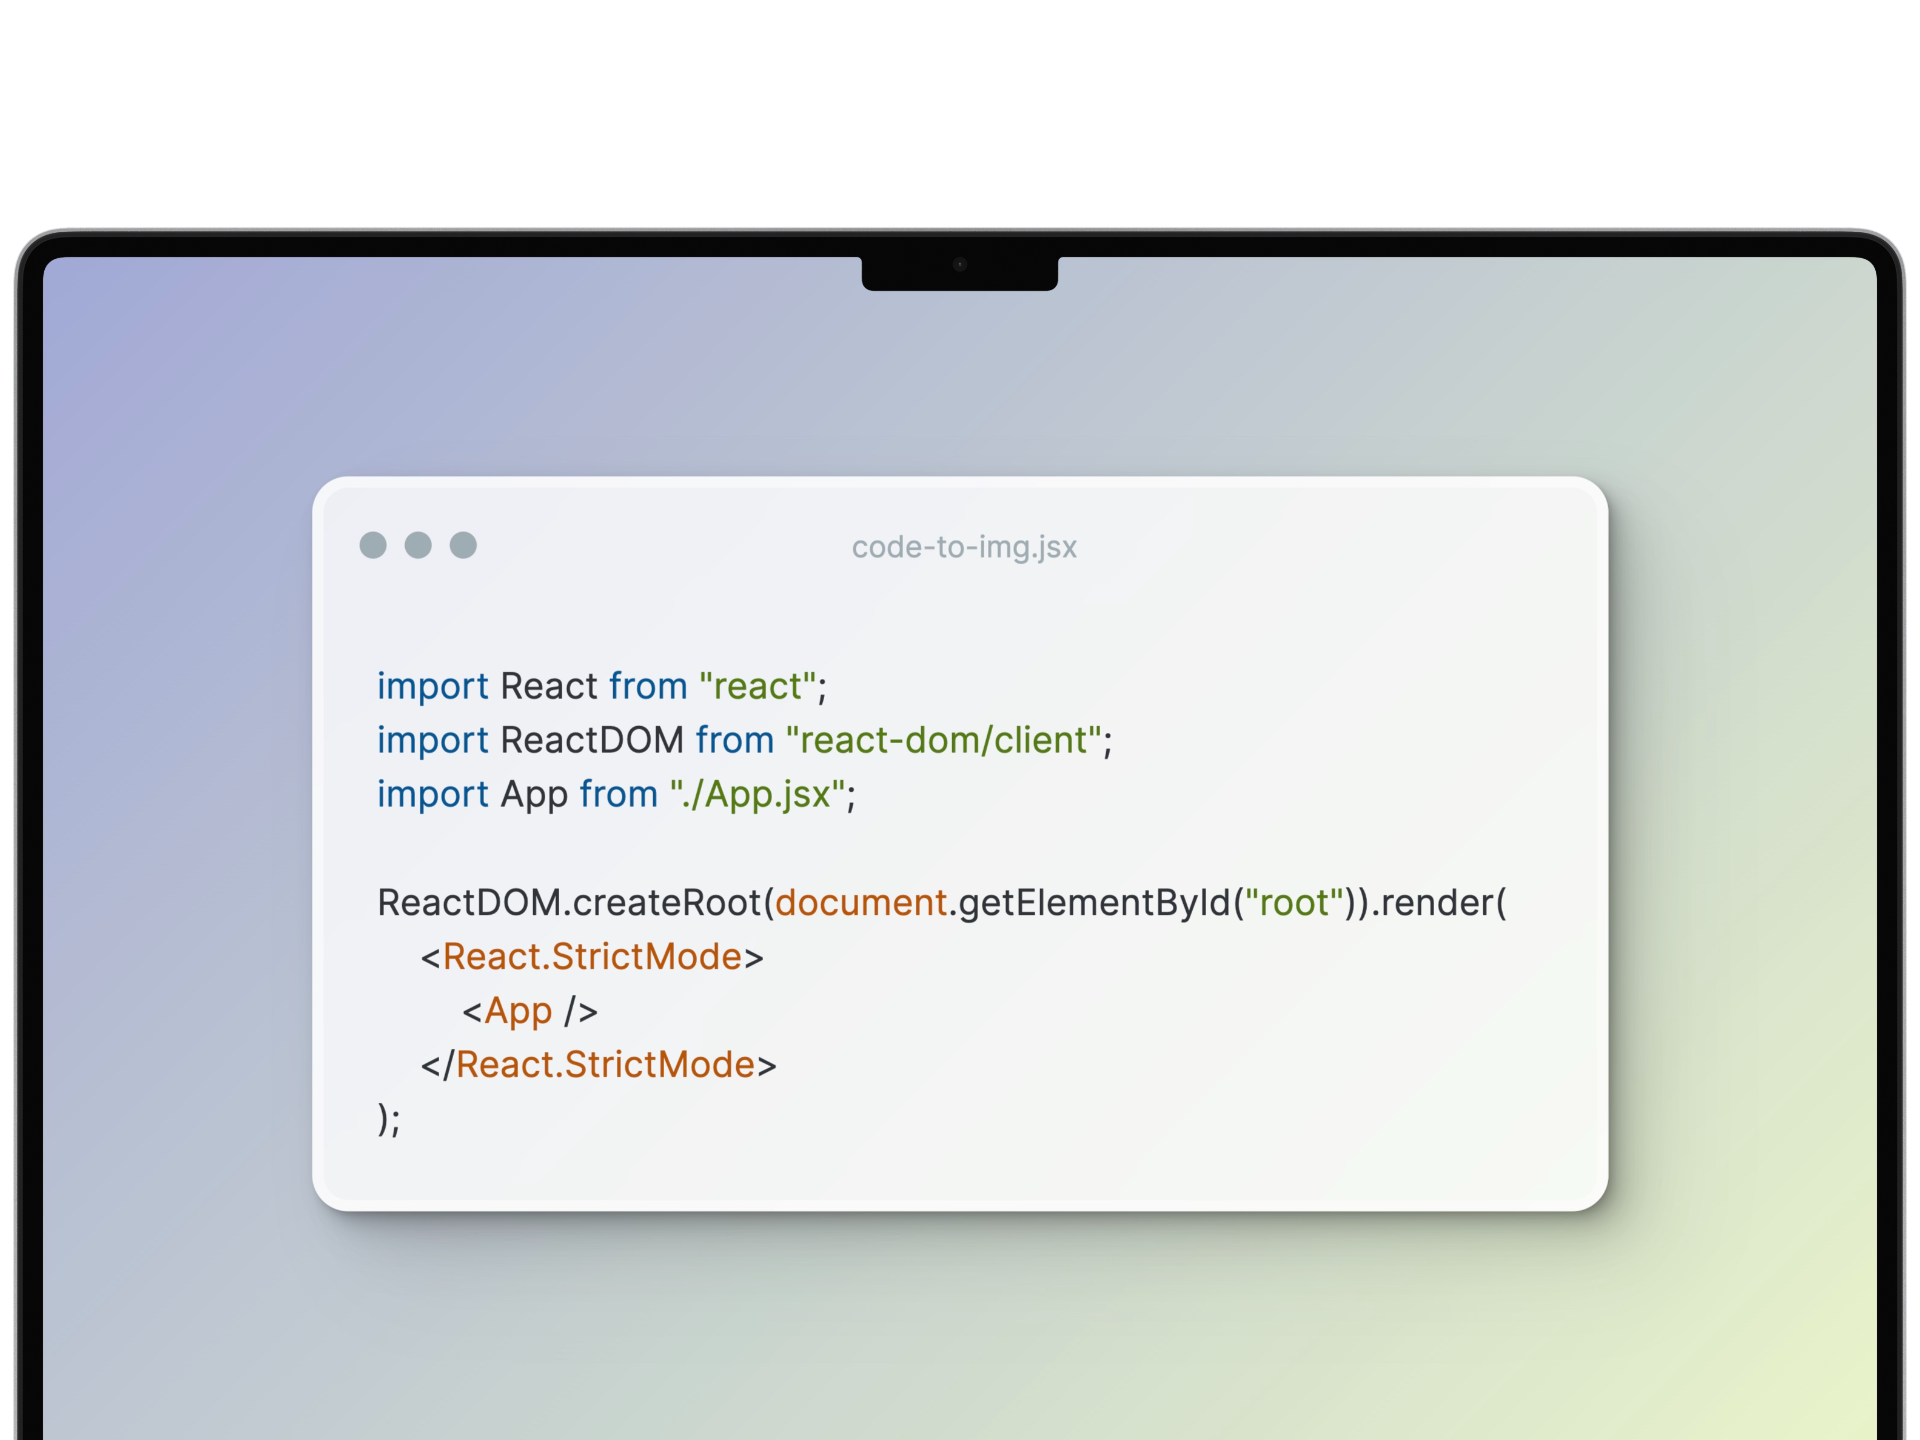 code-to-img.jsx
import React from "react";
import ReactDOM from "react-dom/client";
import App from "./App.jsx";

ReactDOM.createRoot(document.getElementById("root")).render(
    <React.StrictMode>
        <App />
    </React.StrictMode>
);